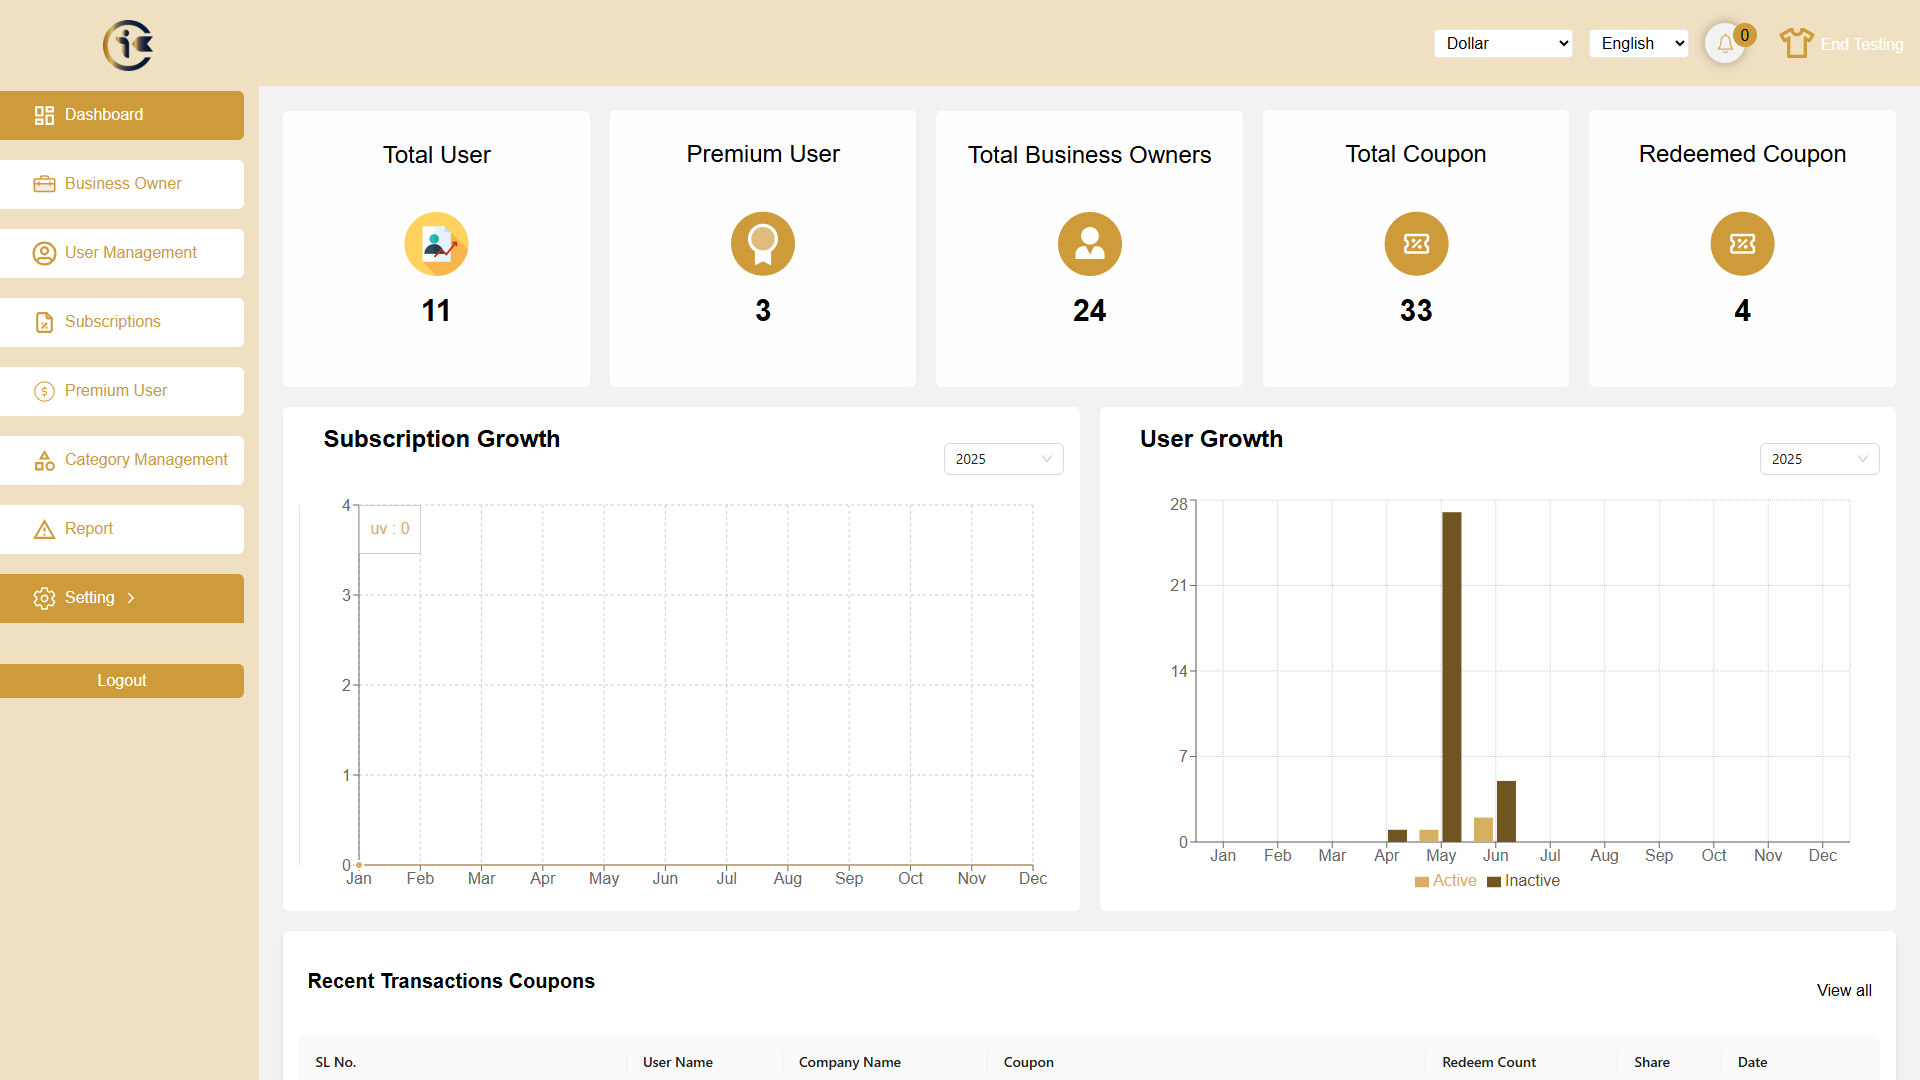 Dollar
English
0
End Testing
Dashboard
Business Owner
User Management
Subscriptions
Premium User
Category Management
Report
Setting
Logout
Total User
11
Premium User
3
Total Business Owners
24
Total Coupon
33
Redeemed Coupon
4
Subscription Growth
2025
4
3
2
1
0
uv : 0
Jan Feb Mar Apr May Jun Jul Aug Sep Oct Nov Dec
User Growth
2025
28
21
14
7
0
Jan Feb Mar Apr May Jun Jul Aug Sep Oct Nov Dec
Active Inactive
Recent Transactions Coupons
View all
SL No. User Name Company Name Coupon Redeem Count Share Date